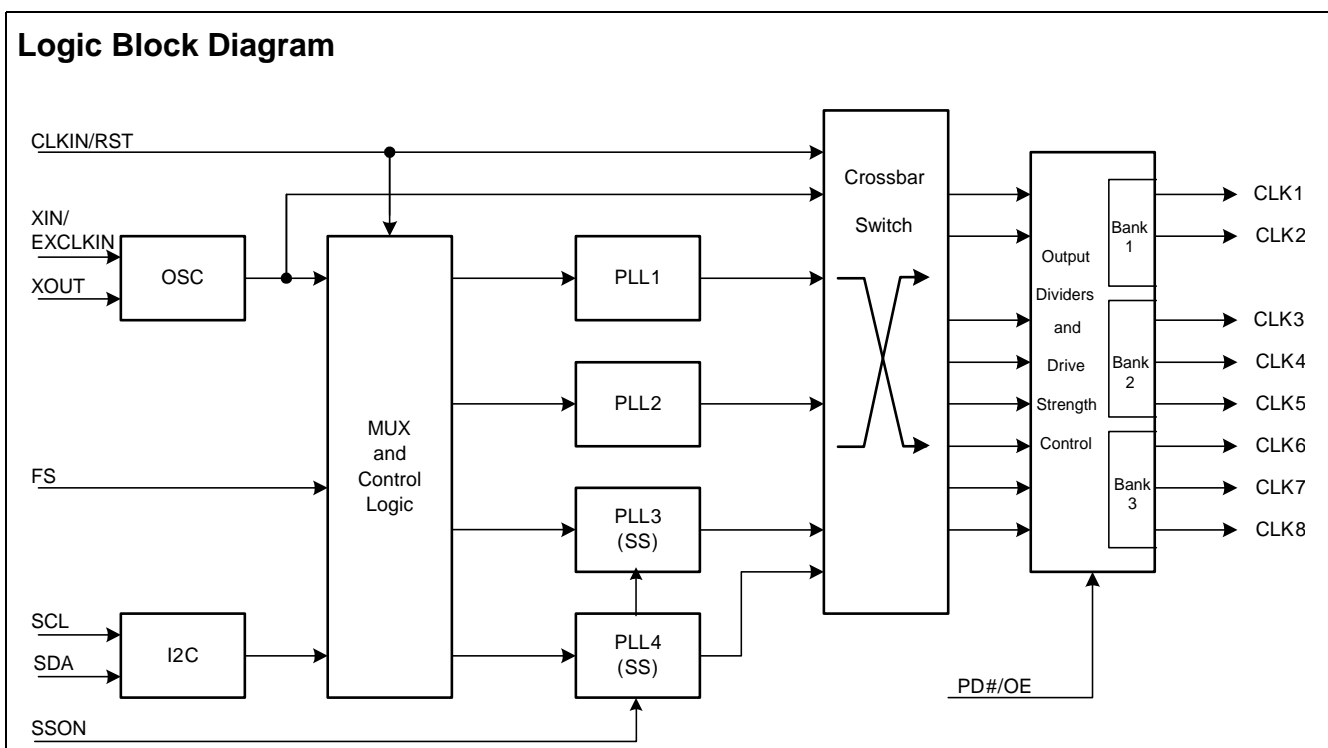 Logic Block Diagram
CLKIN/RST
XIN/
EXCLKIN
XOUT
OSC
FS
SCL
SDA
I2C
SSON
MUX
and
Control
Logic
PLL1
PLL2
PLL3
(SS)
PLL4
(SS)
Crossbar
Switch
Output
Dividers
and
Drive
Strength
Control
Bank
1
Bank
2
Bank
3
PD#/OE
CLK1
CLK2
CLK3
CLK4
CLK5
CLK6
CLK7
CLK8